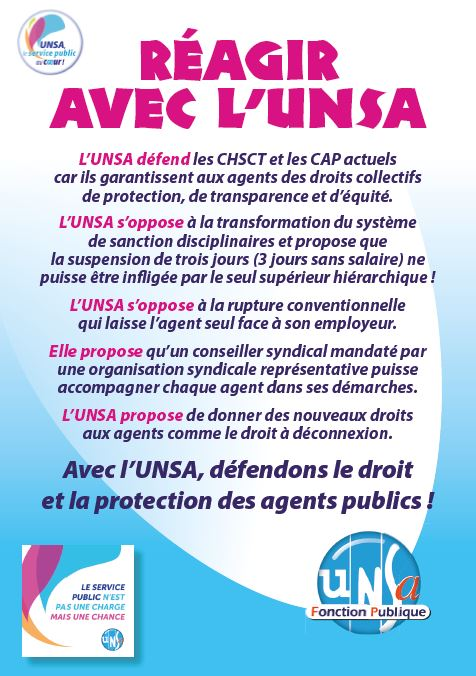 UNSA,
le service public
au cœur !
RÉAGIR
AVEC L'UNSA
L'UNSA défend les CHSCT et les CAP actuels
car ils garantissent aux agents des droits collectifs
de protection, de transparence et d'équité.
L'UNSA s'oppose à la transformation du système
de sanction disciplinaires et propose que
la suspension de trois jours (3 jours sans salaire) ne
puisse être infligée par le seul supérieur hiérarchique !
L'UNSA s'oppose à la rupture conventionnelle
qui laisse l'agent seul face à son employeur.
Elle propose qu'un conseiller syndical mandaté par
une organisation syndicale représentative puisse
accompagner chaque agent dans ses démarches.
L'UNSA propose de donner des nouveaux droits
aux agents comme le droit à déconnexion.
Avec l'UNSA, défendons le droit
et la protection des agents publics !
LE SERVICE
PUBLIC N'EST
PAS UNE CHARGE
MAIS UNE CHANCE
UNSa
UNSa
Fonction Publique